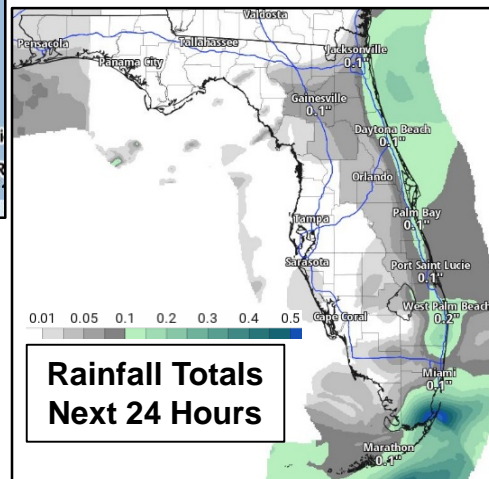 Valdosta
Pensacola
Tallahassee
Jacksonville
0.1"
Panama City
Gainesville
0.1"
Daytona Beach
0.1"
Orlando
Tampa
Palm Bay
0.1"
Sarasota
Port Saint Lucie
0.1"
West Palm Beach
0.2"
Cape Coral
0.01 0.05 0.1 0.2 0.3 0.4 0.5
Rainfall Totals
Next 24 Hours
Miami
0.1"
Marathon
0.1"